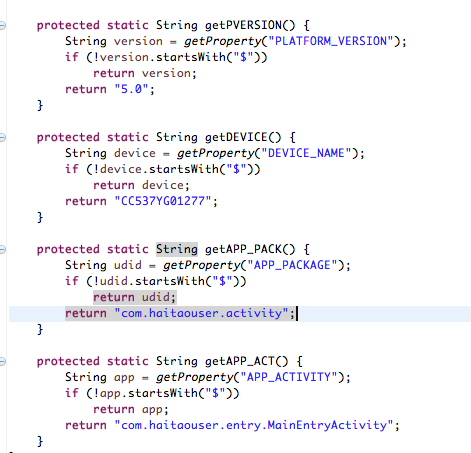 protected static String getPVERSION() {
String version = getProperty("PLATFORM_VERSION");
if (!version.startsWith("$"))
return version;
return "5.0";
}
protected static String getDEVICE() {
String device = getProperty("DEVICE_NAME");
if (!device.startsWith("$"))
return device;
return "CC537YG01277";
}
protected static String getAPP_PACK() {
String udid = getProperty("APP_PACKAGE");
if (!udid.startsWith("$"))
return udid;
return "com.haitaouser.activity";
}
protected static String getAPP_ACT() {
String app = getProperty("APP_ACTIVITY");
if (!app.startsWith("$"))
return app;
return "com.haitaouser.entry.MainEntryActivity";
}